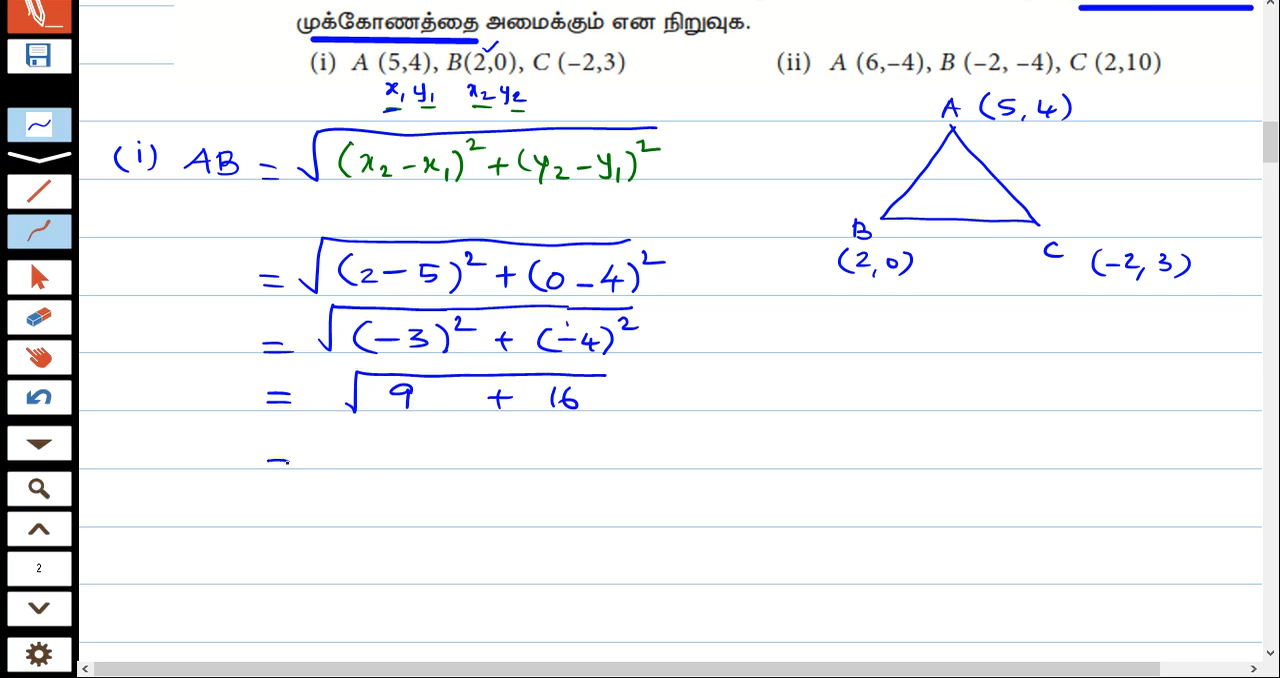 முக்கோணத்தை அமைக்கும் என நிறுவுக.
(i) A (5,4), B(2,0), C (−2,3) (ii) A (6,−4), B (−2, −4), C (2,10)
x₁ y₁ x₂ y₂
A (5, 4)
B
(2, 0)
C (−2, 3)
(i) AB = √(x₂ − x₁)² + (y₂ − y₁)²
= √(2 − 5)² + (0 − 4)²
= √(−3)² + (−4)²
= √9 + 16
=
2